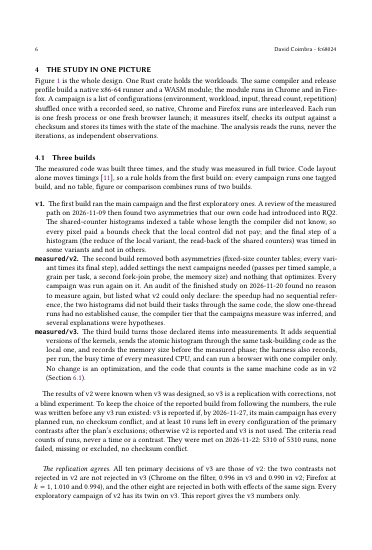 6
David Coimbra · fc68024
4 THE STUDY IN ONE PICTURE
Figure 1 is the whole design. One Rust crate holds the workloads. The same compiler and release
profile build a native x86-64 runner and a WASM module; the module runs in Chrome and in Fire-
fox. A campaign is a list of configurations (environment, workload, input, thread count, repetition)
shuffled once with a recorded seed, so native, Chrome and Firefox runs are interleaved. Each run
is one fresh process or one fresh browser launch; it measures itself, checks its output against a
checksum and stores its times with the state of the machine. The analysis reads the runs, never the
iterations, as independent observations.
4.1 Three builds
The measured code was built three times, and the study was measured in full twice. Code layout
alone moves timings [11], so a rule holds from the first build on: every campaign runs one tagged
build, and no table, figure or comparison combines runs of two builds.
v1. The first build ran the main campaign and the first exploratory ones. A review of the measured
path on 2026-11-09 then found two asymmetries that our own code had introduced into RQ2.
The shared-counter histograms indexed a table whose length the compiler did not know, so
every pixel paid a bounds check that the local control did not pay; and the final step of a
histogram (the reduce of the local variant, the read-back of the shared counters) was timed in
some variants and not in others.
measured/v2. The second build removed both asymmetries (fixed-size counter tables; every vari-
ant times its final step), added settings the next campaigns needed (passes per timed sample, a
grain per task, a second fork-join probe, the memory size) and nothing that optimizes. Every
campaign was run again on it. An audit of the finished study on 2026-11-20 found no reason
to measure again, but listed what v2 could only declare: the speedup had no sequential refer-
ence, the two histograms did not build their tasks through the same code, the slow one-thread
runs had no established cause, the compiler tier that the campaigns measure was inferred, and
several explanations were hypotheses.
measured/v3. The third build turns those declared items into measurements. It adds sequential
versions of the kernels, sends the atomic histogram through the same task-building code as the
local one, and records the memory size before the measured phase; the harness also records,
per run, the busy time of every measured CPU, and can run a browser with one compiler only.
No change is an optimization, and the code that counts is the same machine code as in v2
(Section 6.1).
The results of v2 were known when v3 was designed, so v3 is a replication with corrections, not
a blind experiment. To keep the choice of the reported build from following the numbers, the rule
was written before any v3 run existed: v3 is reported if, by 2026-11-27, its main campaign has every
planned run, no checksum conflict, and at least 10 runs left in every configuration of the primary
contrasts after the plan's exclusions; otherwise v2 is reported and v3 is not used. The criteria read
counts of runs, never a time or a contrast. They were met on 2026-11-22: 5310 of 5310 runs, none
failed, missing or excluded, no checksum conflict.
The replication agrees. All ten primary decisions of v3 are those of v2: the two contrasts not
rejected in v2 are not rejected in v3 (Chrome on the filter, 0.996 in v3 and 0.990 in v2; Firefox at
k = 1, 1.010 and 0.994), and the other eight are rejected in both with effects of the same sign. Every
exploratory campaign of v2 has its twin on v3. This report gives the v3 numbers only.